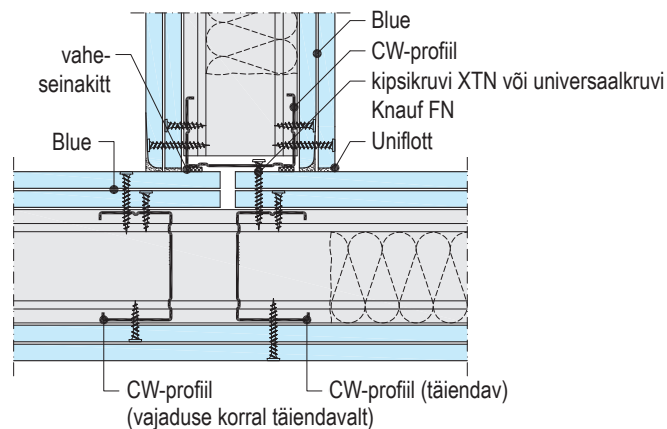 Blue
CW-profiil
vahe-
seinakitt
kipsikruvi XTN või universaalkruvi
Knauf FN
Blue
Uniflott
CW-profiil
(vajaduse korral täiendavalt)
CW-profiil (täiendav)